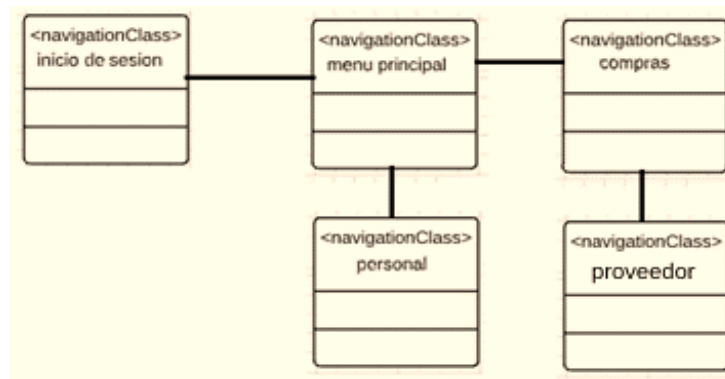 <navigationClass>
inicio de sesion
<navigationClass>
menu principal
<navigationClass>
compras
<navigationClass>
personal
<navigationClass>
proveedor